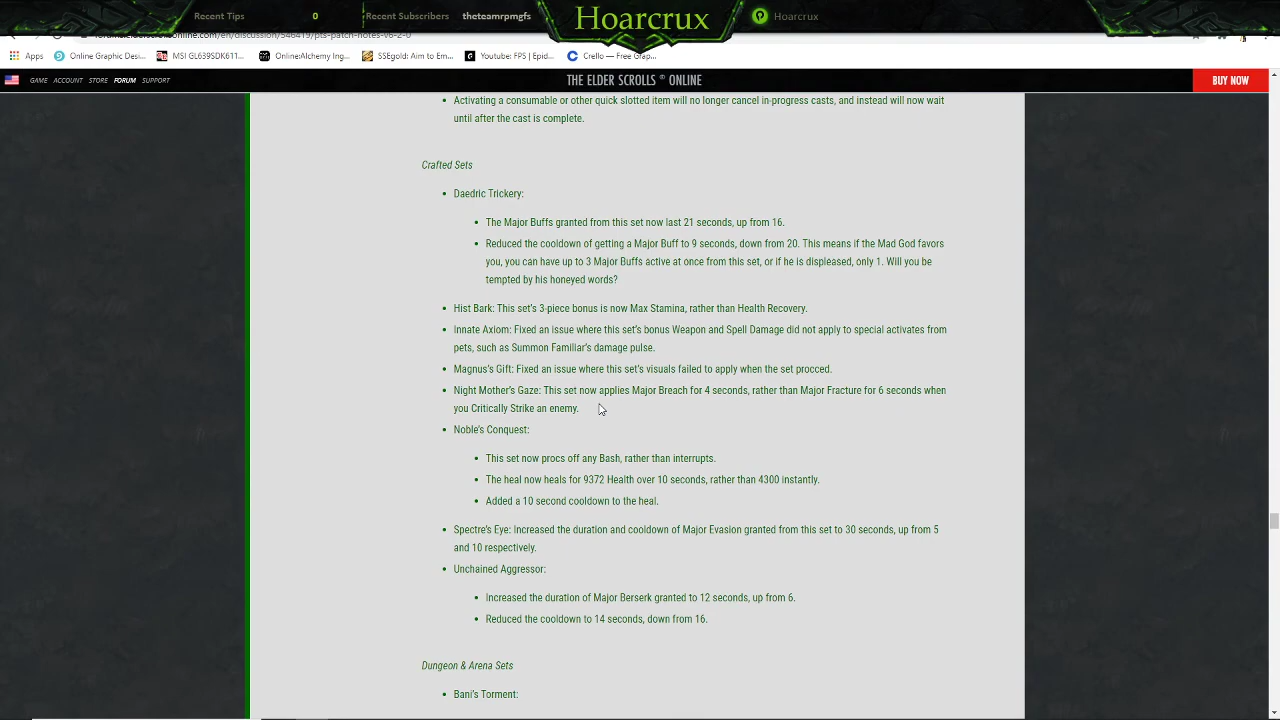 Recent Tips 0 Recent Subscribers theteamrpmgfs Hoarcrux Hoarcrux
Apps Online Graphic Desi... MSI GL639SDK611... Online:Alchemy Ing... SSEgold: Aim to Em... Youtube: FPS | Epid... Crello — Free Grap...
GAME ACCOUNT STORE FORUM SUPPORT THE ELDER SCROLLS ® ONLINE BUY NOW
• Activating a consumable or other quick slotted item will no longer cancel in-progress casts, and instead will now wait
until after the cast is complete.
Crafted Sets
• Daedric Trickery:
• The Major Buffs granted from this set now last 21 seconds, up from 16.
• Reduced the cooldown of getting a Major Buff to 9 seconds, down from 20. This means if the Mad God favors
you, you can have up to 3 Major Buffs active at once from this set, or if he is displeased, only 1. Will you be
tempted by his honeyed words?
• Hist Bark: This set's 3-piece bonus is now Max Stamina, rather than Health Recovery.
• Innate Axiom: Fixed an issue where this set's bonus Weapon and Spell Damage did not apply to special activates from
pets, such as Summon Familiar's damage pulse.
• Magnus's Gift: Fixed an issue where this set's visuals failed to apply when the set procced.
• Night Mother's Gaze: This set now applies Major Breach for 4 seconds, rather than Major Fracture for 6 seconds when
you Critically Strike an enemy.
• Noble's Conquest:
• This set now procs off any Bash, rather than interrupts.
• The heal now heals for 9372 Health over 10 seconds, rather than 4300 instantly.
• Added a 10 second cooldown to the heal.
• Spectre's Eye: Increased the duration and cooldown of Major Evasion granted from this set to 30 seconds, up from 5
and 10 respectively.
• Unchained Aggressor:
• Increased the duration of Major Berserk granted to 12 seconds, up from 6.
• Reduced the cooldown to 14 seconds, down from 16.
Dungeon & Arena Sets
• Bani's Torment: